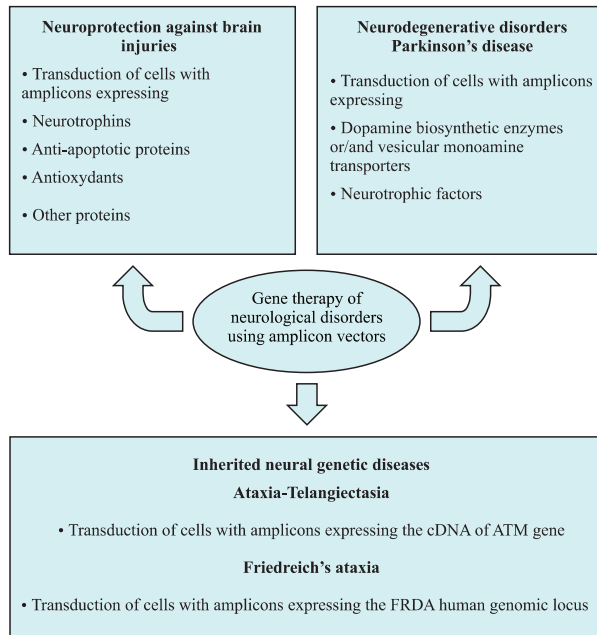 Neuroprotection against brain
injuries
• Transduction of cells with
amplicons expressing
• Neurotrophins
• Anti-apoptotic proteins
• Antioxydants
• Other proteins
Neurodegenerative disorders
Parkinson’s disease
• Transduction of cells with amplicons
expressing
• Dopamine biosynthetic enzymes
or/and vesicular monoamine
transporters
• Neurotrophic factors
Gene therapy of
neurological disorders
using amplicon vectors
Inherited neural genetic diseases
Ataxia-Telangiectasia
• Transduction of cells with amplicons expressing the cDNA of ATM gene
Friedreich’s ataxia
• Transduction of cells with amplicons expressing the FRDA human genomic locus